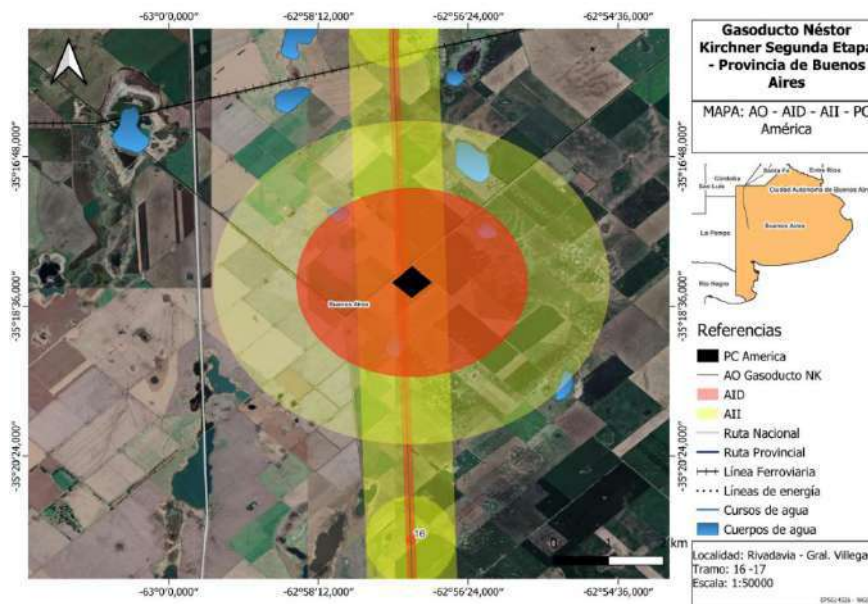 -63°0'0,000"
-62°58'12,000"
-62°56'24,000"
-62°54'36,000"
-35°16'48,000"
-35°18'36,000"
-35°20'24,000"
-35°16'48,000"
-35°18'36,000"
-35°20'24,000"
Buenos Aires
16
0 1 2 km
-63°0'0,000"
-62°58'12,000"
-62°56'24,000"
-62°54'36,000"
Gasoducto Néstor
Kirchner Segunda Etapa
- Provincia de Buenos
Aires
MAPA: AO - AID - AII - PC
América
Córdoba
Santa Fe
Entre Ríos
San Luis
Ciudad Autónoma de Buenos Aires
La Pampa
Buenos Aires
Río Negro
Referencias
PC America
AO Gasoducto NK
AID
AII
Ruta Nacional
Ruta Provincial
Línea Ferroviaria
Líneas de energía
Cursos de agua
Cuerpos de agua
Localidad: Rivadavia - Gral. Villega
Tramo: 16 -17
Escala: 1:50000